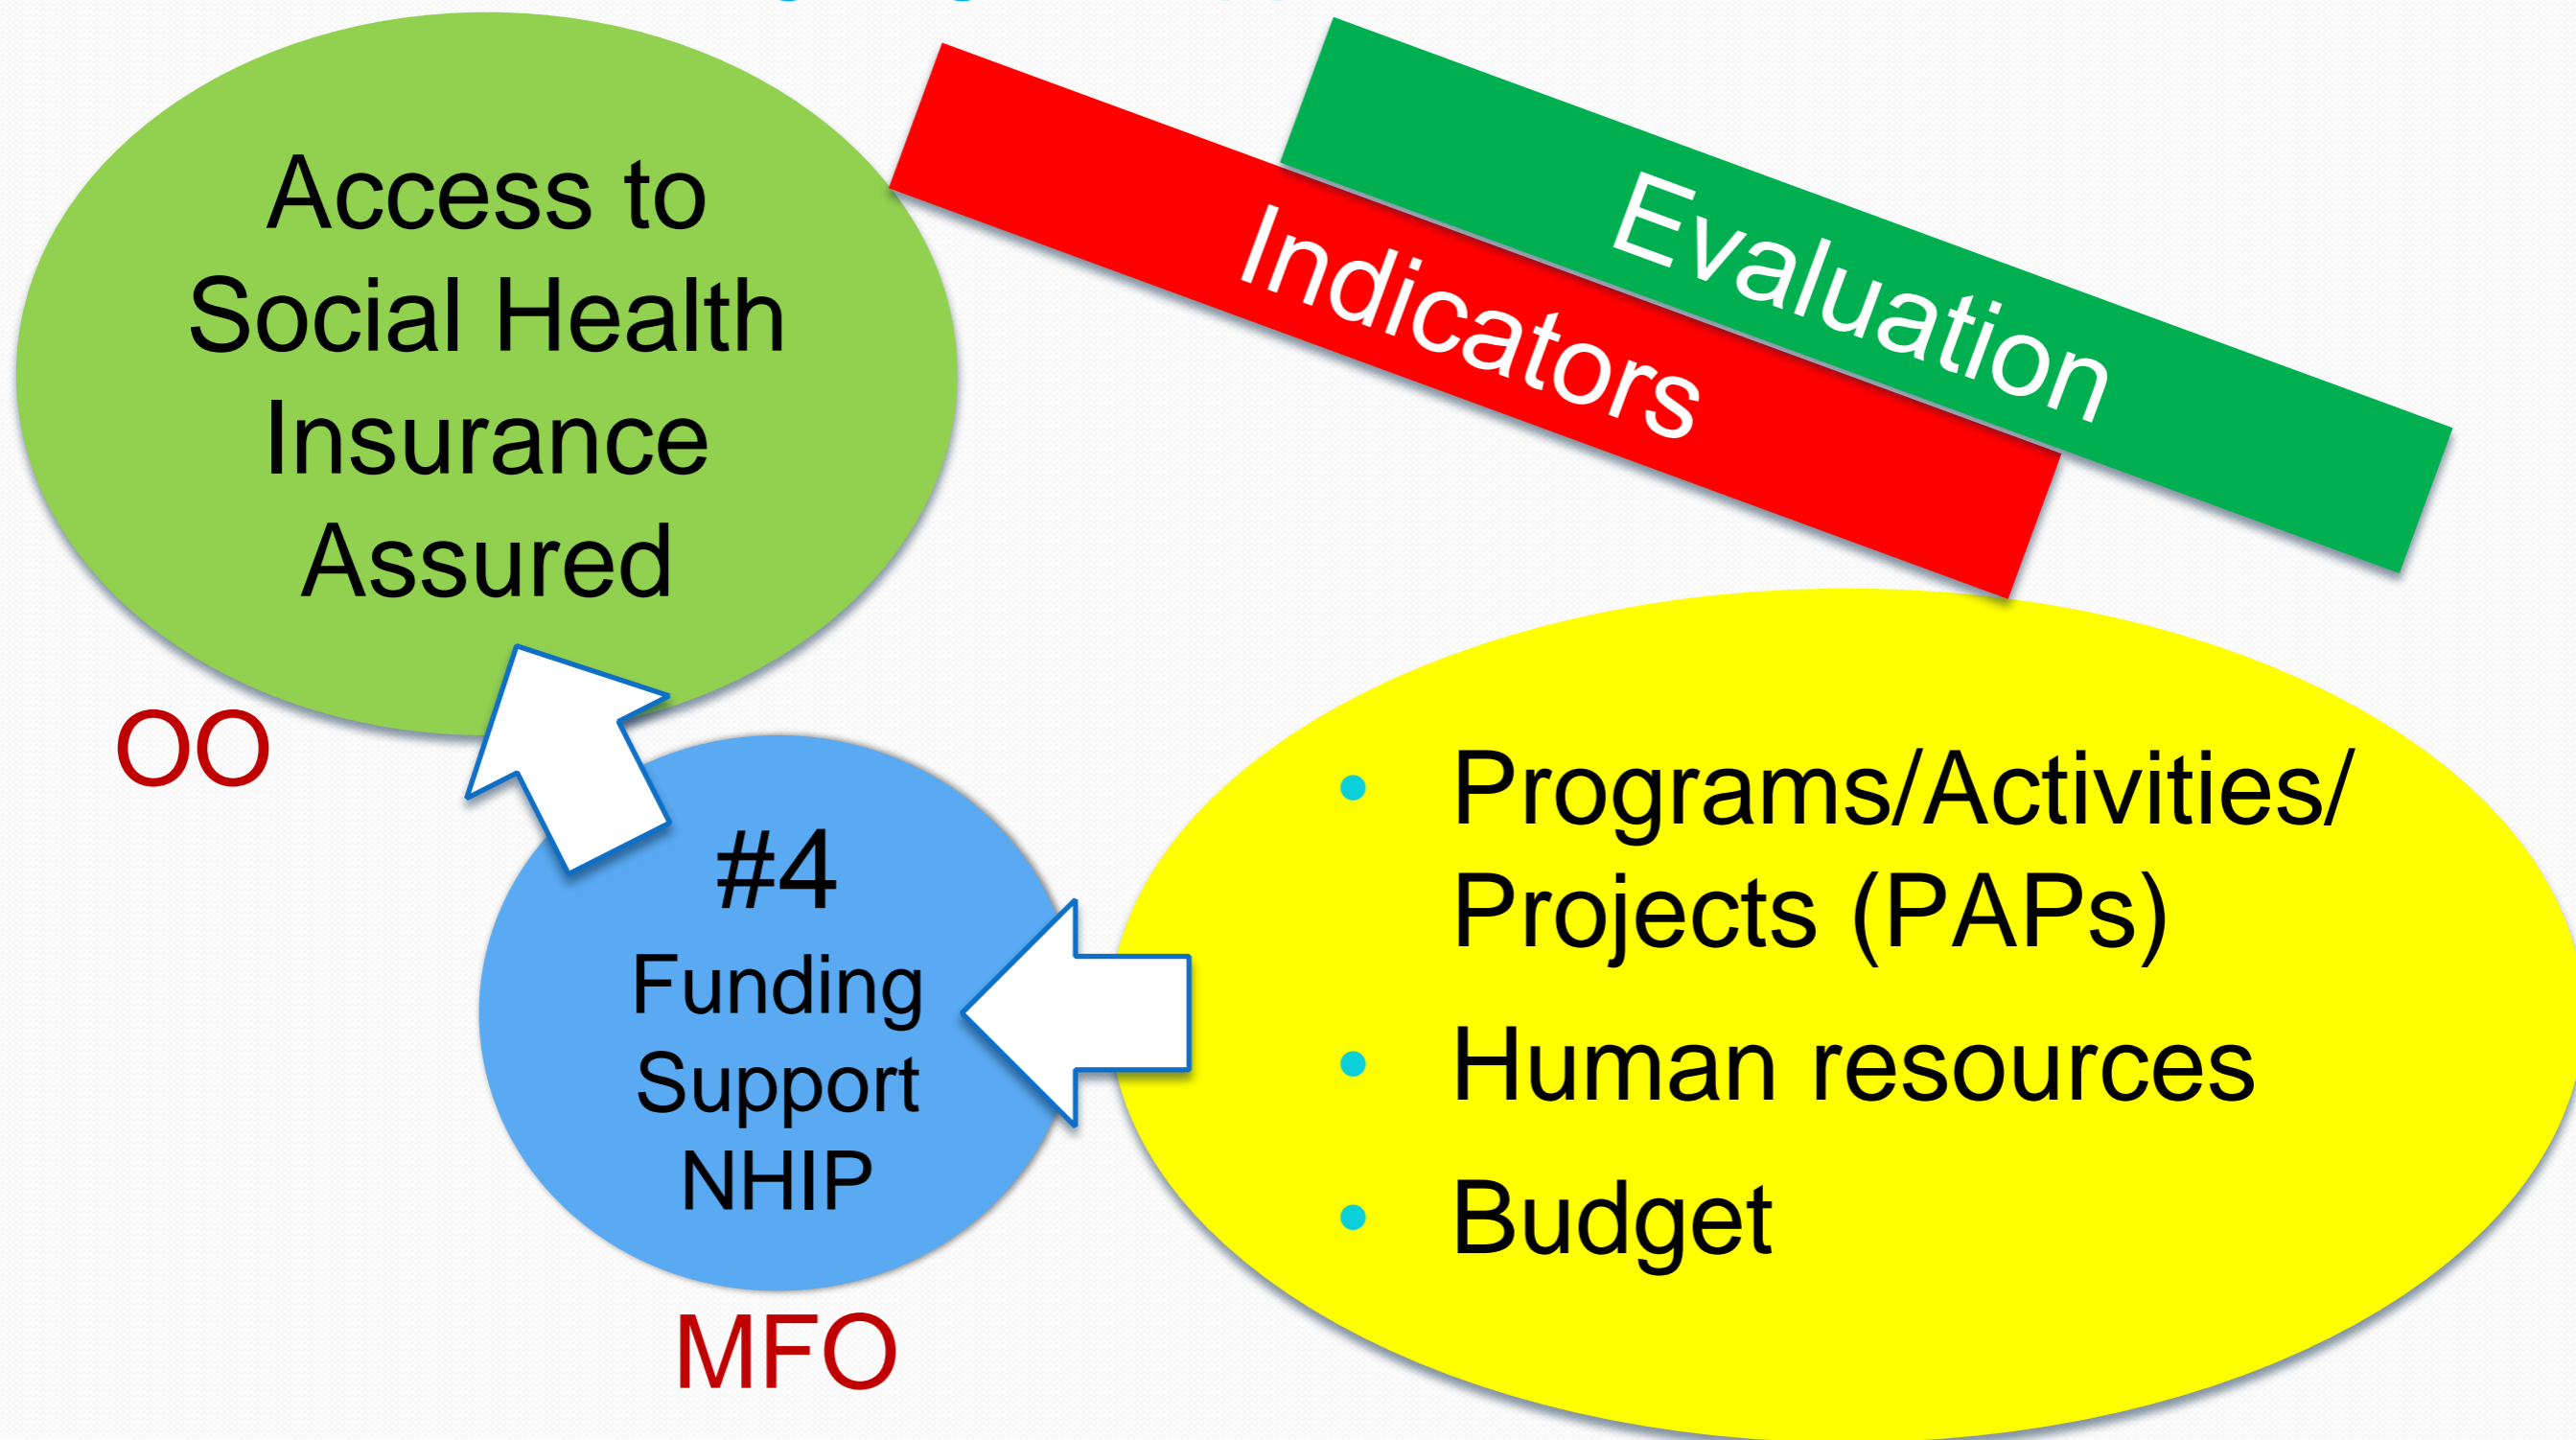 Access to
Social Health
Insurance
Assured
Indicators
Evaluation
OO
#4
Funding
Support
NHIP
MFO
• Programs/Activities/
Projects (PAPs)
• Human resources
• Budget